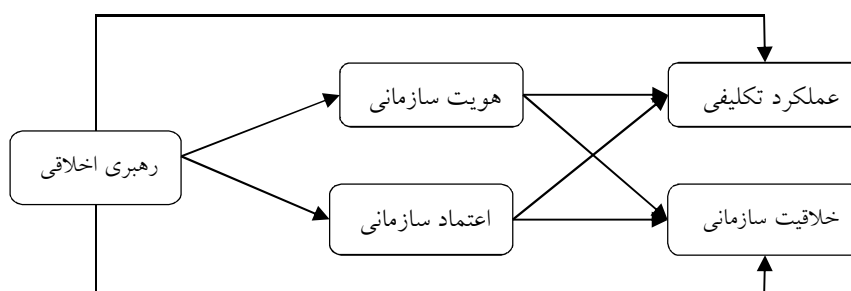 هویت سازمانی
عملکرد تکلیفی
رهبری اخلاقی
اعتماد سازمانی
خلاقیت سازمانی